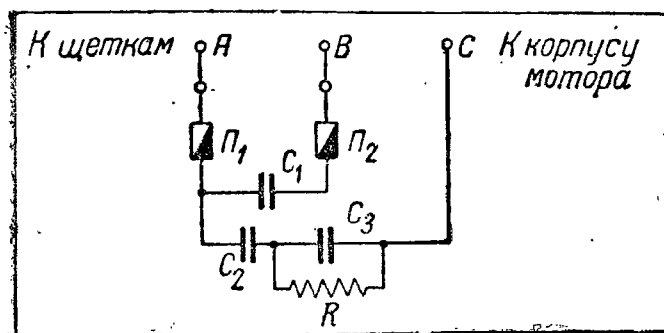 К щеткам
A
B
C
К корпусу
мотора
П₁
П₂
C₁
C₂
C₃
R